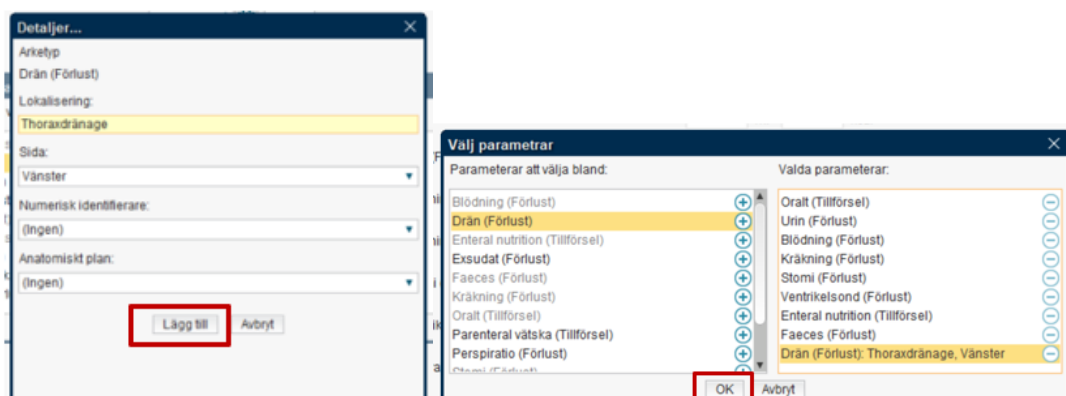 Detaljer...
Arketyp
Drän (Förlust)
Lokalisering:
Thoraxdränage
Sida:
Vänster
Numerisk identifierare:
(Ingen)
Anatomiskt plan:
(Ingen)
Lägg till Avbryt
Välj parametrar
Parameterar att välja bland:
Blödning (Förlust)
Drän (Förlust)
Enteral nutrition (Tillförsel)
Exsudat (Förlust)
Faeces (Förlust)
Kräkning (Förlust)
Oralt (Tillförsel)
Parenteral vätska (Tillförsel)
Perspiratio (Förlust)
Stomi (Förlust)
Valda parameterar:
Oralt (Tillförsel)
Urin (Förlust)
Blödning (Förlust)
Kräkning (Förlust)
Stomi (Förlust)
Ventrikelsond (Förlust)
Enteral nutrition (Tillförsel)
Faeces (Förlust)
Drän (Förlust): Thoraxdränage, Vänster
OK Avbryt